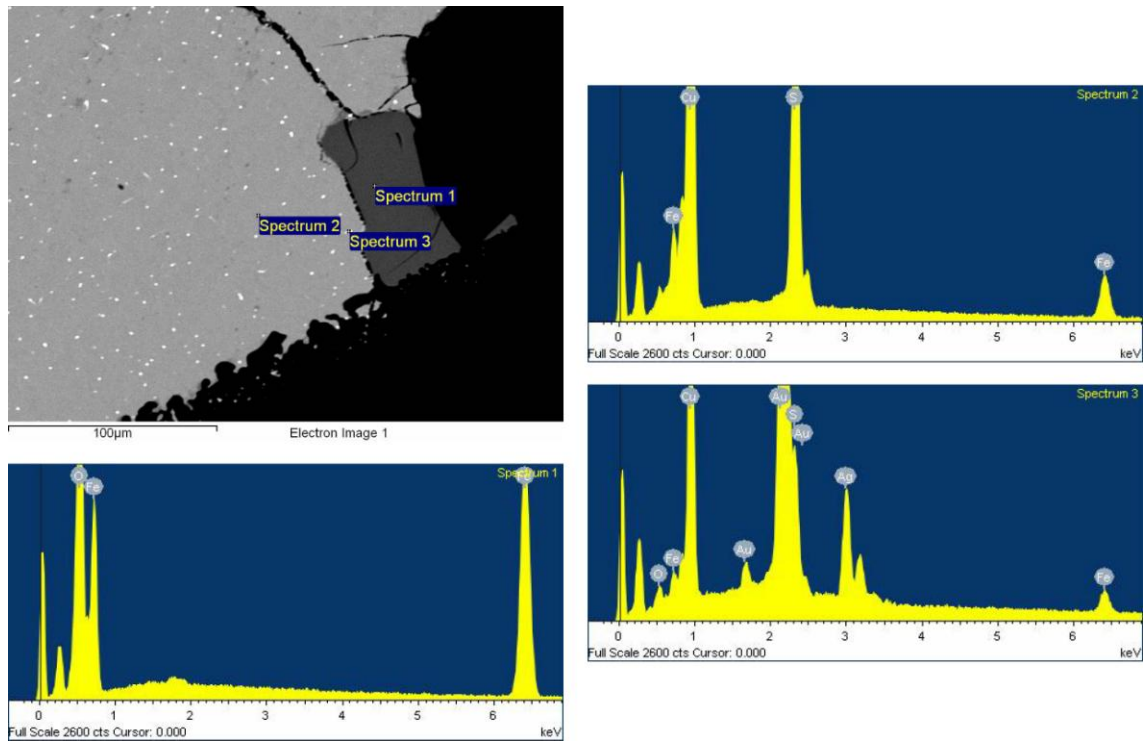 Spectrum 1
Spectrum 2
Spectrum 3
100µm Electron Image 1
Spectrum 1
O
Fe
Fe
0 1 2 3 4 5 6
Full Scale 2600 cts Cursor: 0.000 keV
Spectrum 2
Cu
S
Fe
Fe
0 1 2 3 4 5 6
Full Scale 2600 cts Cursor: 0.000 keV
Spectrum 3
Cu
Au
S
Au
Ag
Au
Fe
O
Fe
0 1 2 3 4 5 6
Full Scale 2600 cts Cursor: 0.000 keV